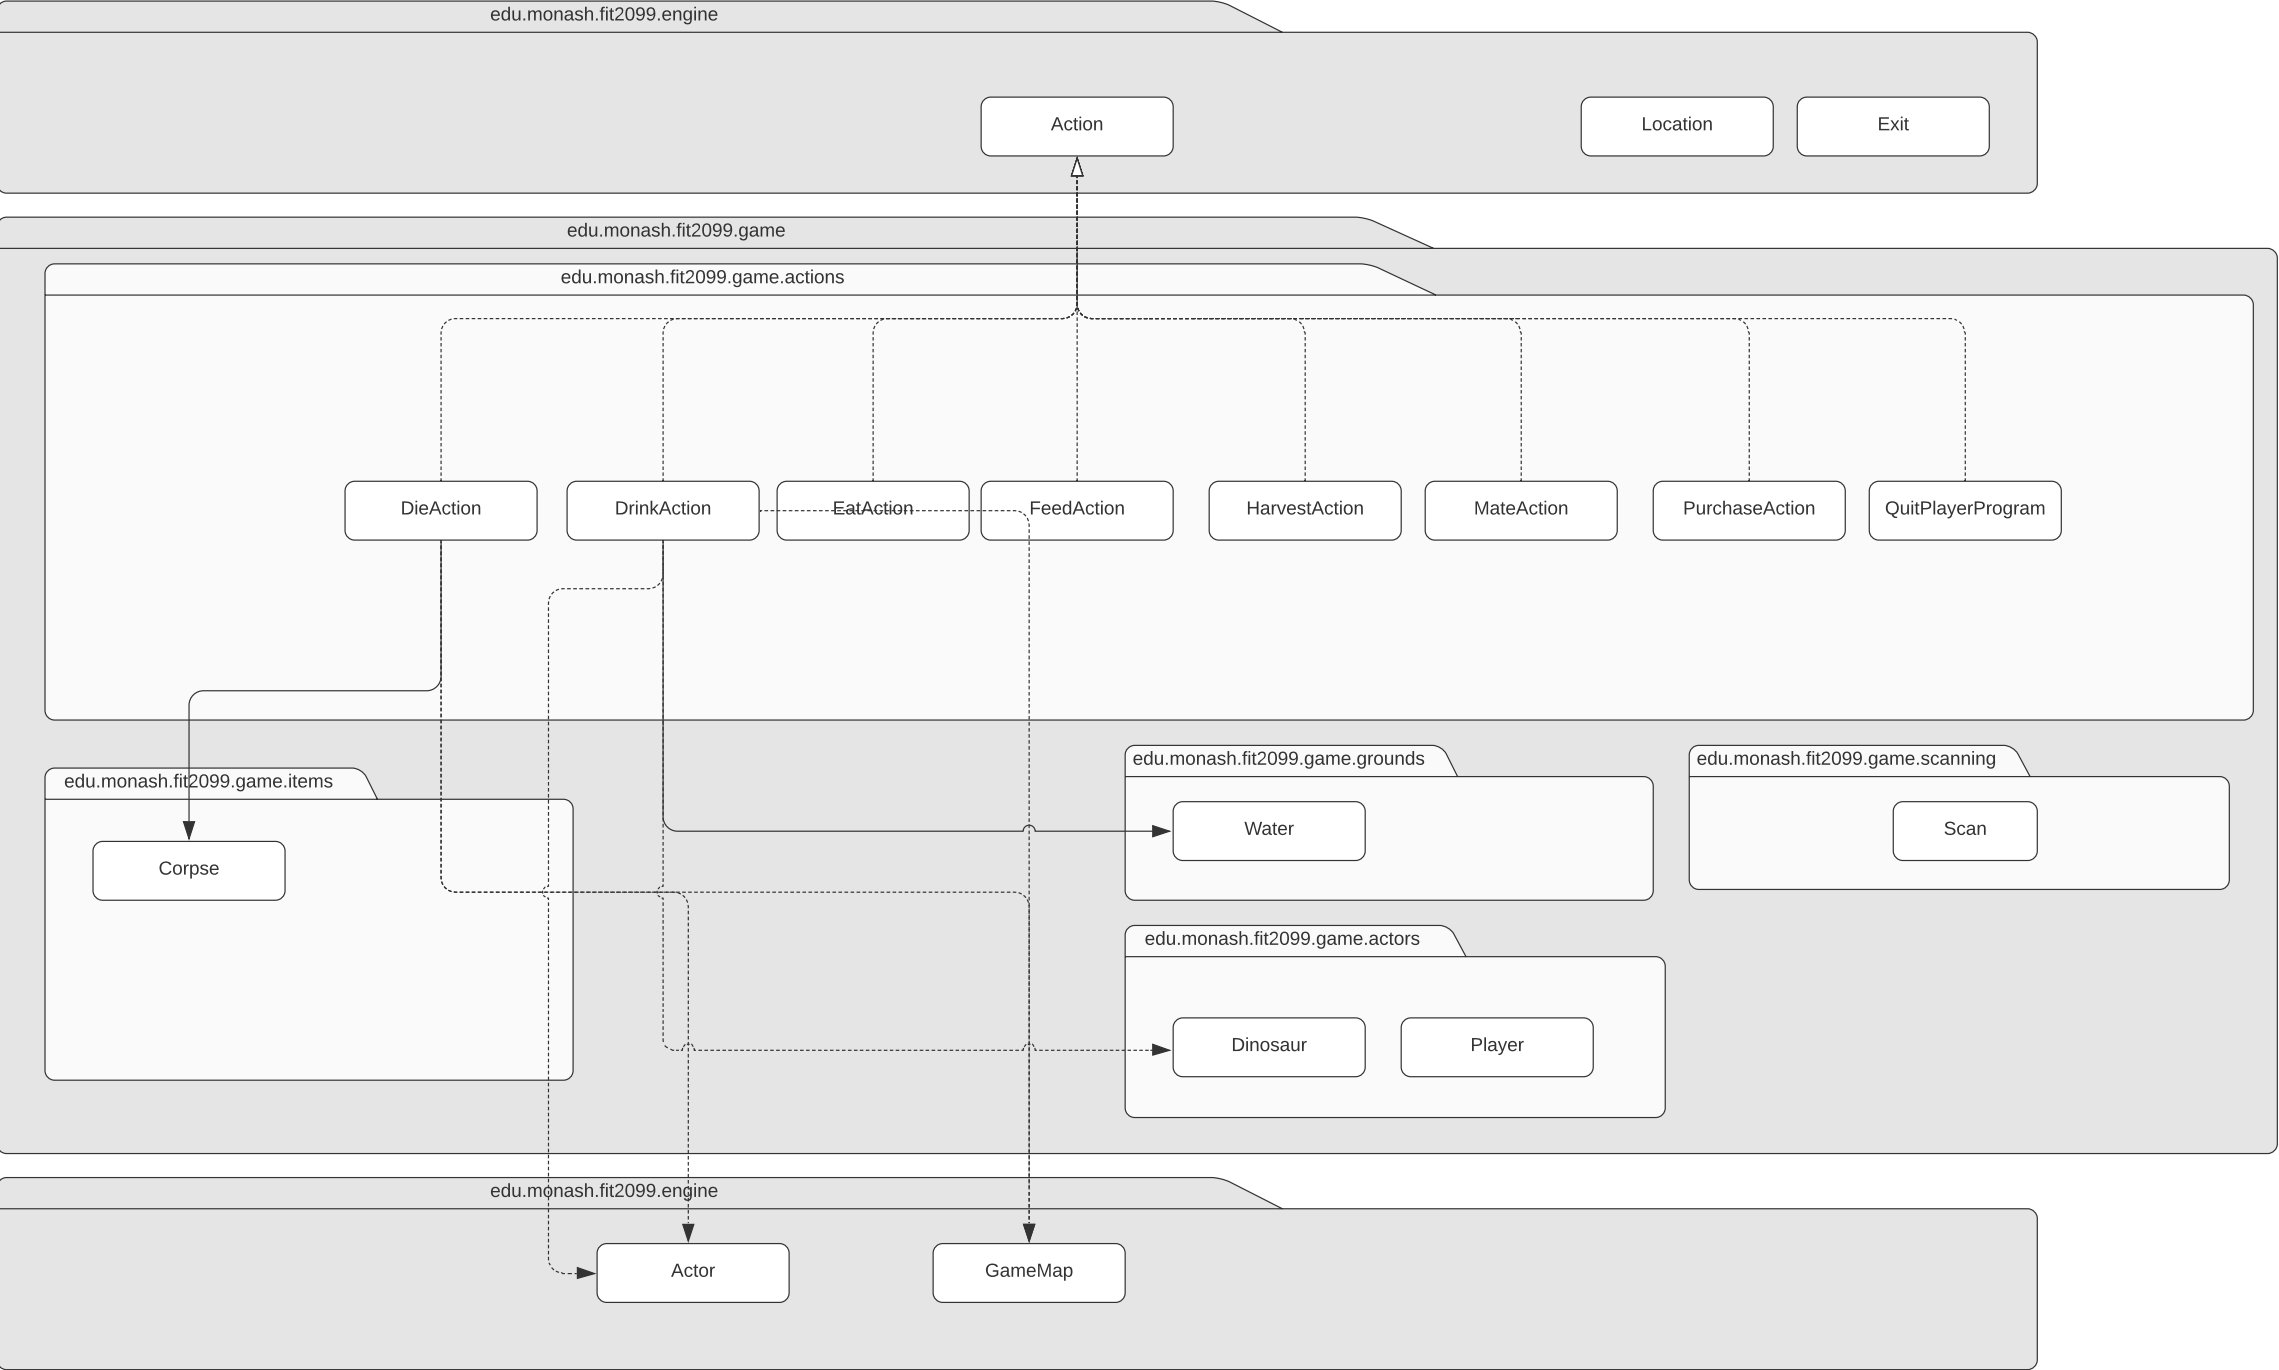 edu.monash.fit2099.engine
Action
Location
Exit
edu.monash.fit2099.game
edu.monash.fit2099.game.actions
DieAction
DrinkAction
EatAction
FeedAction
HarvestAction
MateAction
PurchaseAction
QuitPlayerProgram
edu.monash.fit2099.game.items
Corpse
edu.monash.fit2099.game.grounds
Water
edu.monash.fit2099.game.scanning
Scan
edu.monash.fit2099.game.actors
Dinosaur
Player
edu.monash.fit2099.engine
Actor
GameMap